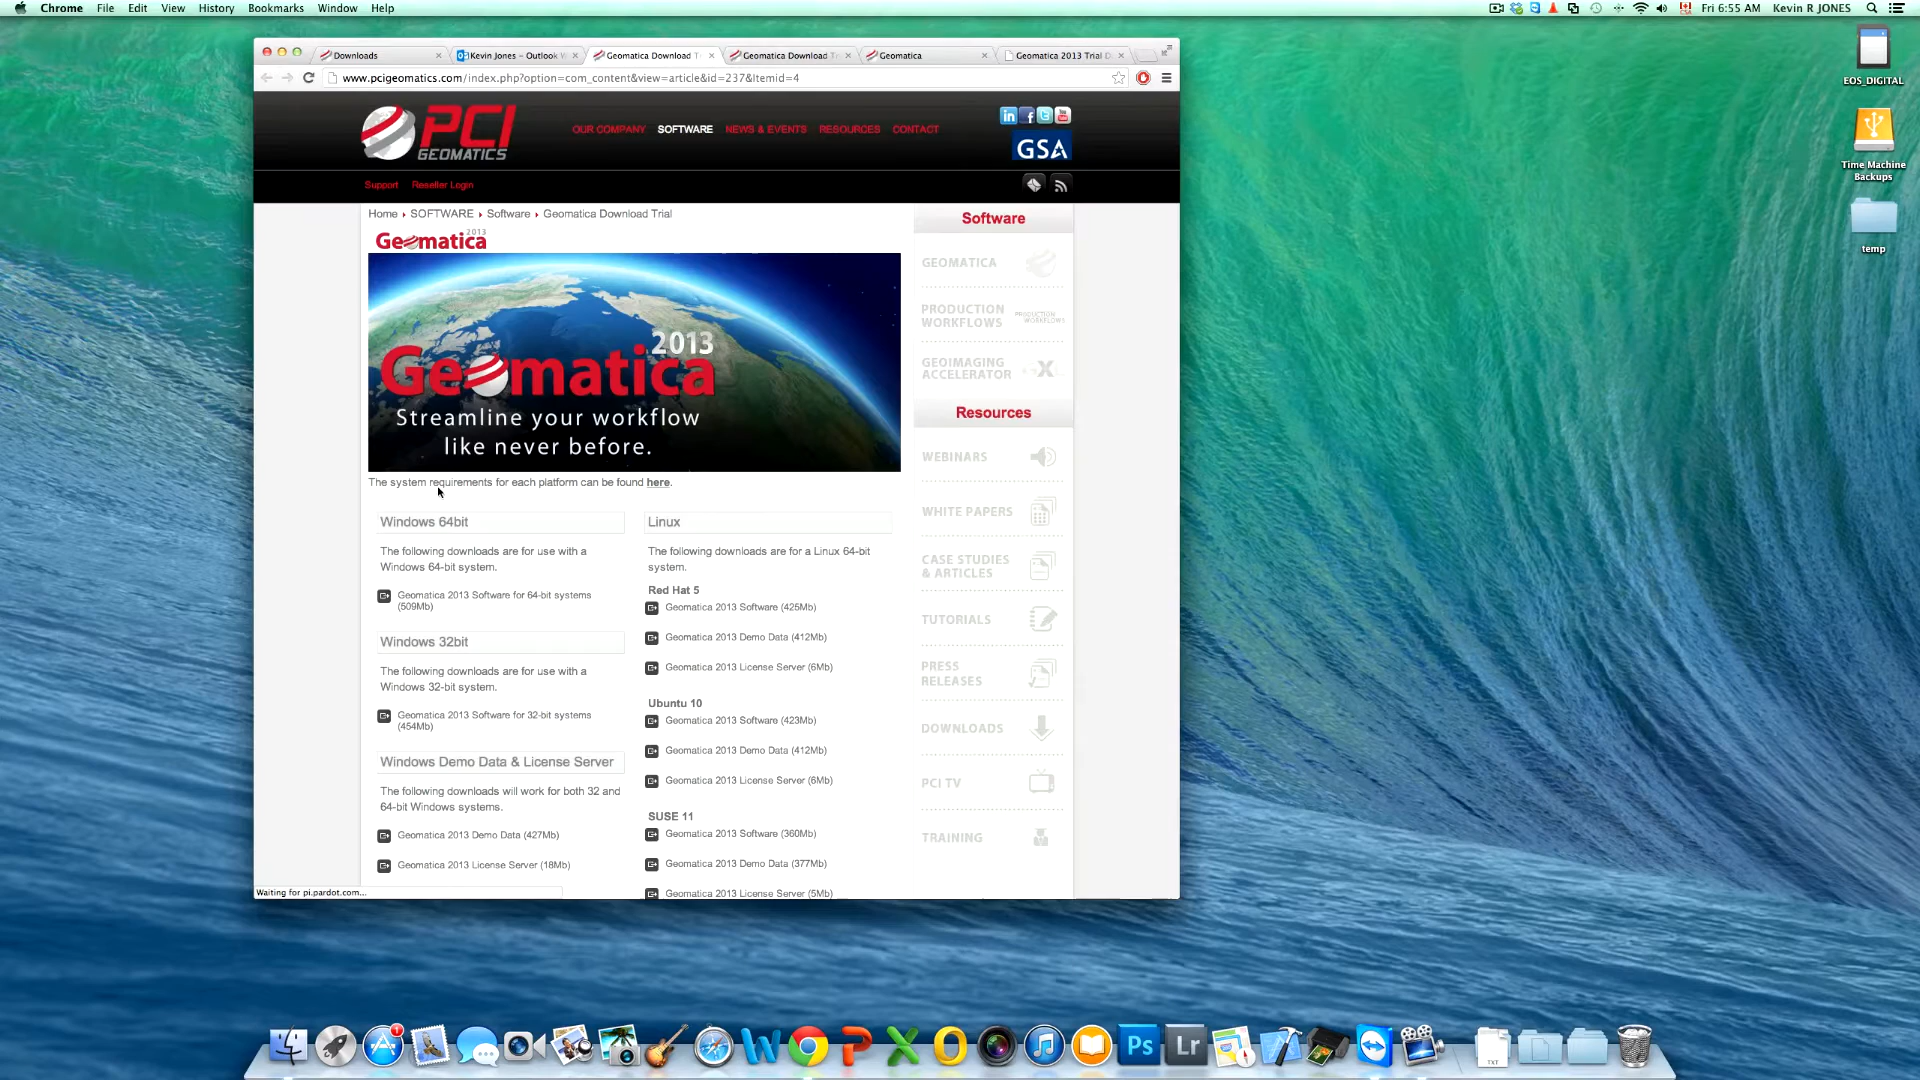 Chrome File Edit View History Bookmarks Window Help
Fri 6:55 AM Kevin R JONES
Downloads
Kevin Jones – Outlook W
Geomatica Download T
Geomatica Download T
Geomatica
Geomatica 2013 Trial D
www.pcigeomatics.com/index.php?option=com_content&view=article&id=237&Itemid=4
PCI
GEOMATICS
OUR COMPANY SOFTWARE NEWS & EVENTS RESOURCES CONTACT
GSA
Support Reseller Login
Home SOFTWARE Software Geomatica Download Trial
Geomatica 2013
2013
Geomatica
Streamline your workflow
like never before.
The system requirements for each platform can be found here.
Windows 64bit
The following downloads are for use with a
Windows 64-bit system.
Geomatica 2013 Software for 64-bit systems
(509Mb)
Windows 32bit
The following downloads are for use with a
Windows 32-bit system.
Geomatica 2013 Software for 32-bit systems
(454Mb)
Windows Demo Data & License Server
The following downloads will work for both 32 and
64-bit Windows systems.
Geomatica 2013 Demo Data (427Mb)
Geomatica 2013 License Server (18Mb)
Linux
The following downloads are for a Linux 64-bit
system.
Red Hat 5
Geomatica 2013 Software (425Mb)
Geomatica 2013 Demo Data (412Mb)
Geomatica 2013 License Server (6Mb)
Ubuntu 10
Geomatica 2013 Software (423Mb)
Geomatica 2013 Demo Data (412Mb)
Geomatica 2013 License Server (6Mb)
SUSE 11
Geomatica 2013 Software (360Mb)
Geomatica 2013 Demo Data (377Mb)
Geomatica 2013 License Server (5Mb)
Software
GEOMATICA
PRODUCTION
WORKFLOWS
PRODUCTION
WORKFLOWS
GEOIMAGING
ACCELERATOR
X
Resources
WEBINARS
WHITE PAPERS
CASE STUDIES
& ARTICLES
TUTORIALS
PRESS
RELEASES
DOWNLOADS
PCI TV
TRAINING
Waiting for pi.pardot.com...
EOS_DIGITAL
Time Machine
Backups
temp
1
Ps
Lr
TXT